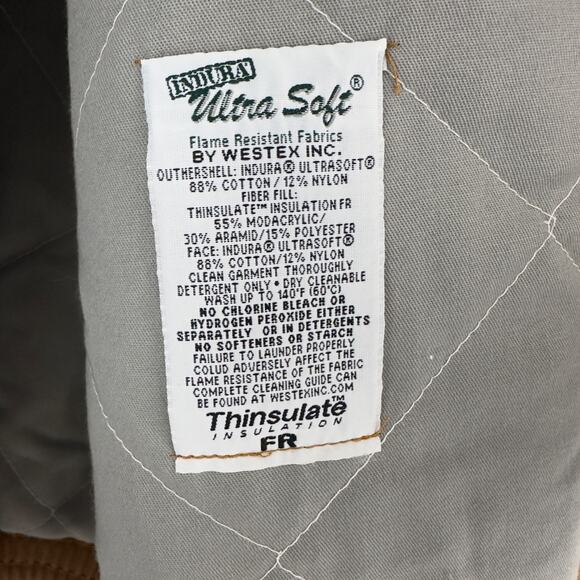 INDURA®
Ultra Soft®
Flame Resistant Fabrics
BY WESTEX INC.
OUTHERSHELL: INDURA® ULTRASOFT®
88% COTTON / 12% NYLON
FIBER FILL:
THINSULATE™ INSULATION FR
55% MODACRYLIC/
30% ARAMID/15% POLYESTER
FACE: INDURA® ULTRASOFT®
88% COTTON/12% NYLON
CLEAN GARMENT THOROUGHLY
DETERGENT ONLY • DRY CLEANABLE
WASH UP TO 140°F (60°C)
NO CHLORINE BLEACH OR
HYDROGEN PEROXIDE EITHER
SEPARATELY OR IN DETERGENTS
NO SOFTENERS OR STARCH
FAILURE TO LAUNDER PROPERLY
COLUD ADVERSELY AFFECT THE
FLAME RESISTANCE OF THE FABRIC
COMPLETE CLEANING GUIDE CAN
BE FOUND AT WESTEXINC.COM
Thinsulate™
INSULATION
FR